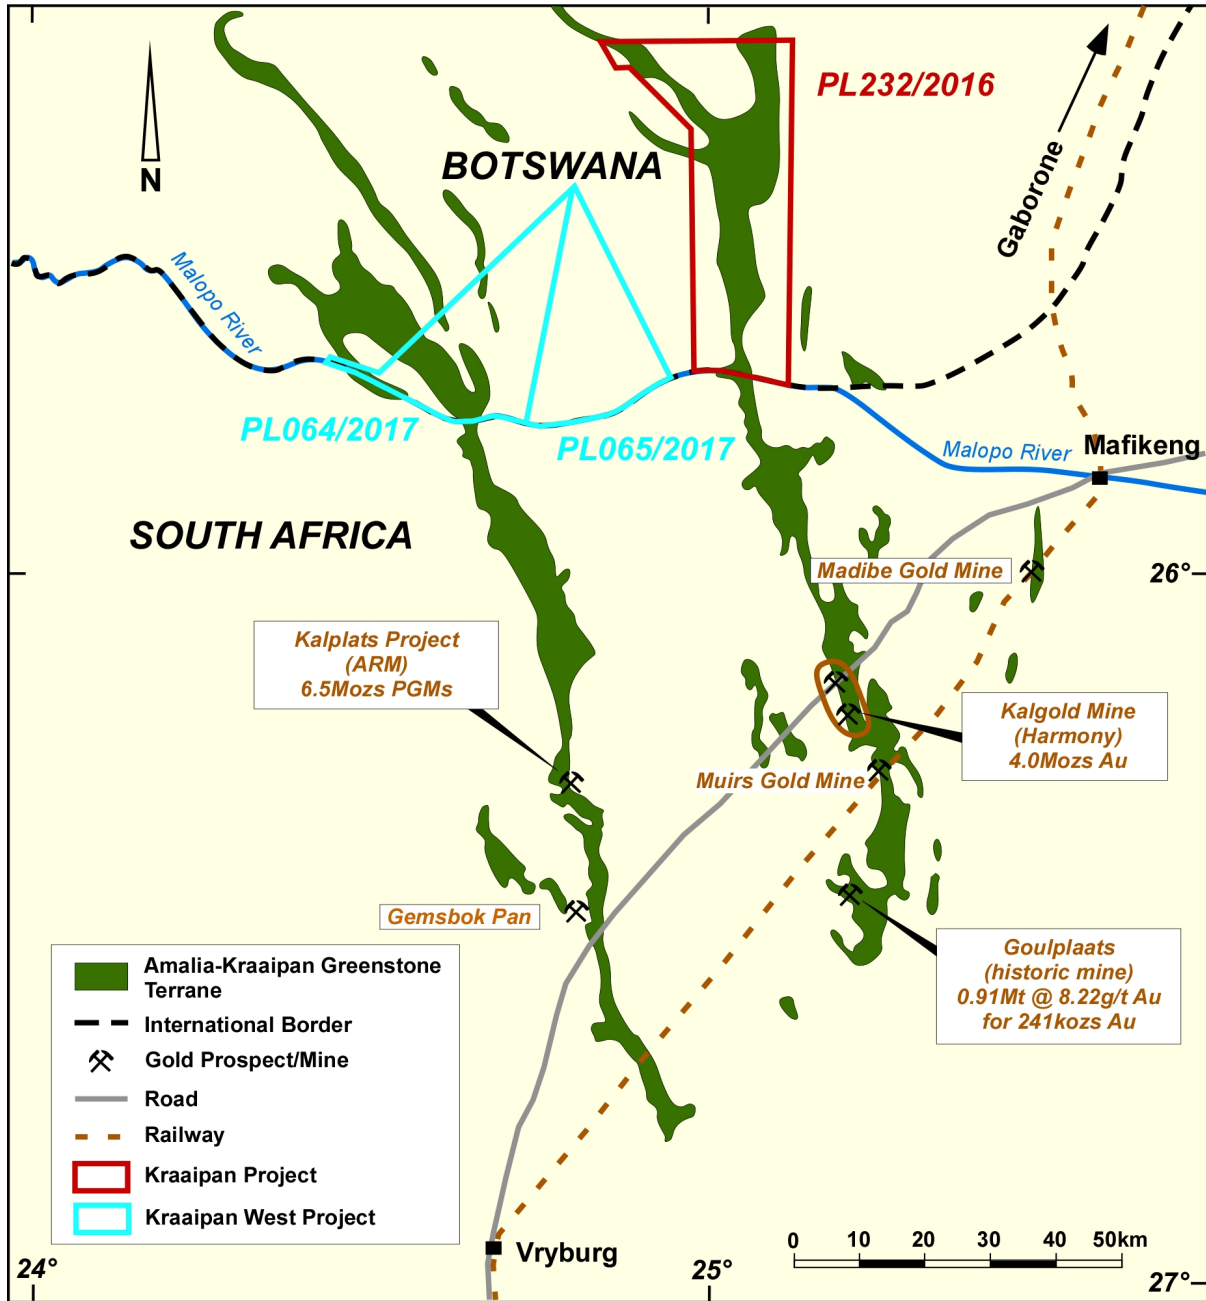 PL232/2016
BOTSWANA
N
Gaborone
Malopo River
PL064/2017
PL065/2017
Malopo River
Mafikeng
SOUTH AFRICA
Madibe Gold Mine
26°
Kalplats Project
(ARM)
6.5Mozs PGMs
Kalgold Mine
(Harmony)
4.0Mozs Au
Muirs Gold Mine
Gemsbok Pan
Goulplaats
(historic mine)
0.91Mt @ 8.22g/t Au
for 241kozs Au
Amalia-Kraaipan Greenstone
Terrane
International Border
Gold Prospect/Mine
Road
Railway
Kraaipan Project
Kraaipan West Project
Vryburg
0 10 20 30 40 50km
24°
25°
27°